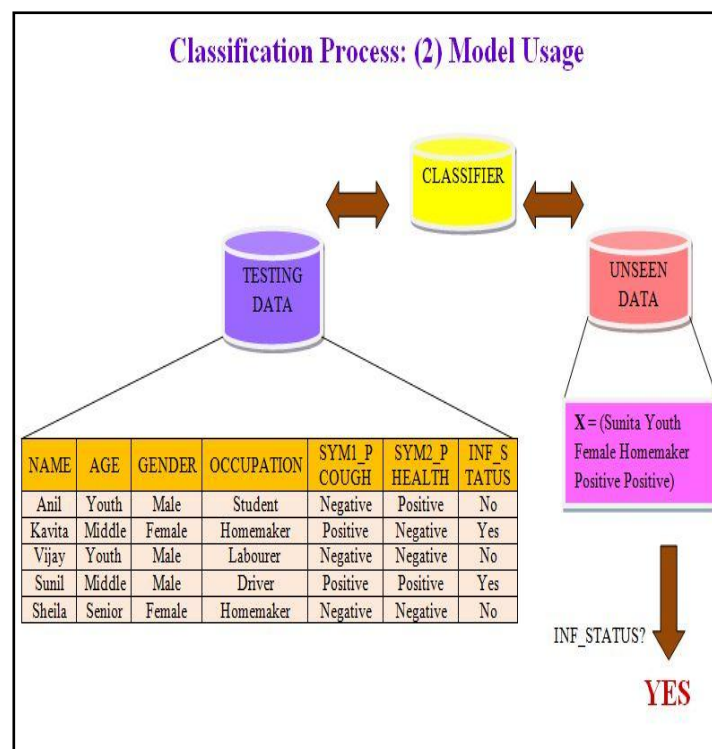 Classification Process: (2) Model Usage
CLASSIFIER
TESTING
DATA
UNSEEN
DATA
NAME AGE GENDER OCCUPATION SYM1_P COUGH SYM2_P HEALTH INF_S TATUS
Anil Youth Male Student Negative Positive No
Kavita Middle Female Homemaker Positive Negative Yes
Vijay Youth Male Labourer Negative Negative No
Sunil Middle Male Driver Positive Positive Yes
Sheila Senior Female Homemaker Negative Negative No
X = (Sunita Youth
Female Homemaker
Positive Positive)
INF_STATUS?
YES